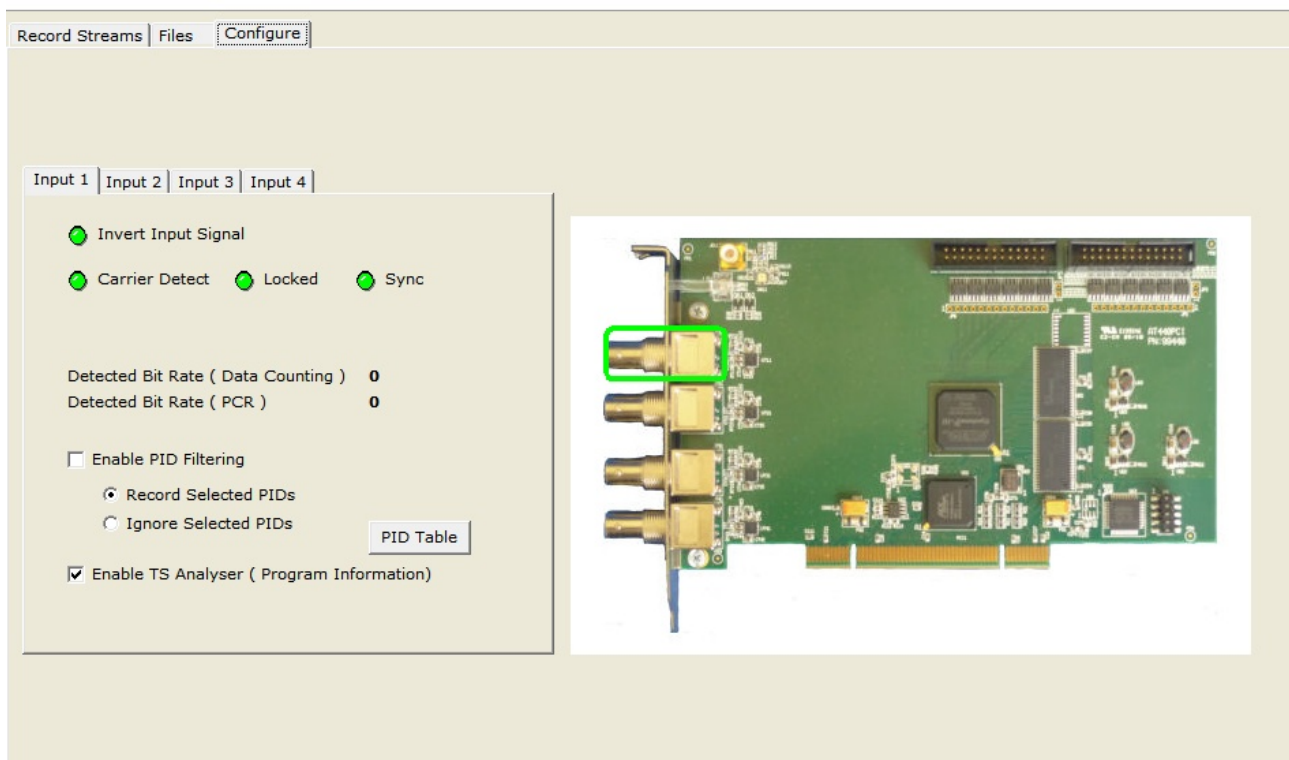 Record Streams Files Configure
Input 1 Input 2 Input 3 Input 4
Invert Input Signal
Carrier Detect Locked Sync
Detected Bit Rate ( Data Counting ) 0
Detected Bit Rate ( PCR ) 0
Enable PID Filtering
Record Selected PIDs
Ignore Selected PIDs
PID Table
Enable TS Analyser ( Program Information)
AT440PCI